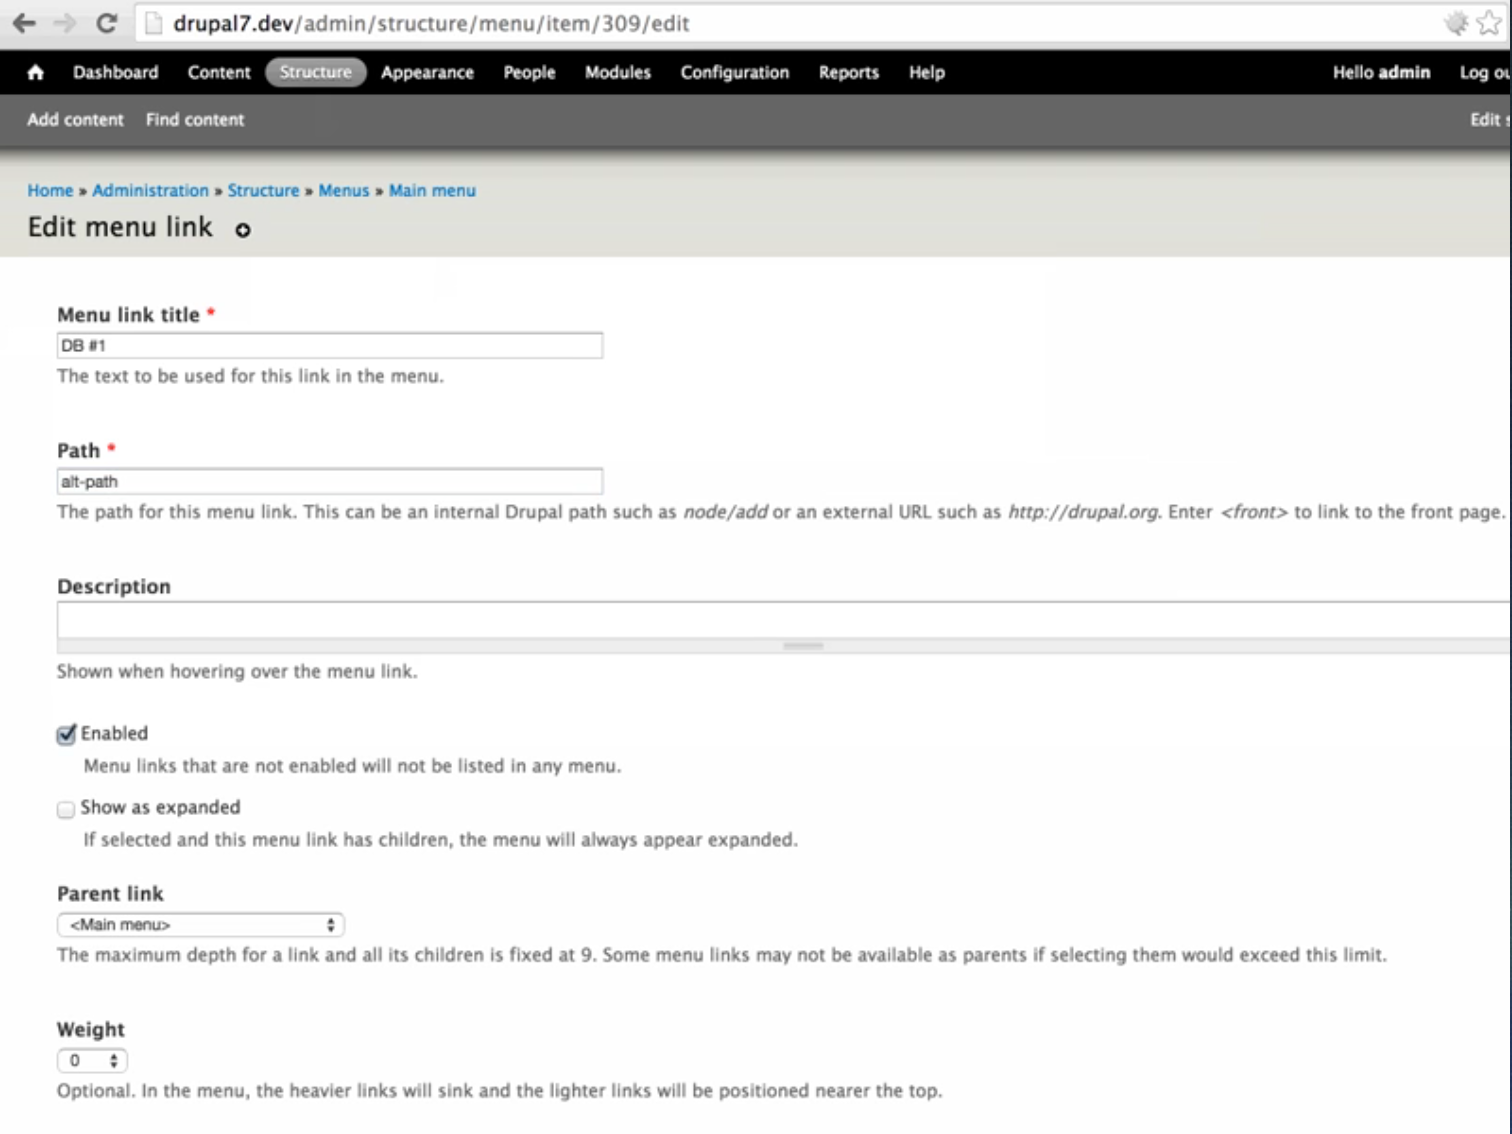 drupal7.dev/admin/structure/menu/item/309/edit
Dashboard Content Structure Appearance People Modules Configuration Reports Help Hello admin Log ou
Add content Find content Edit
Home » Administration » Structure » Menus » Main menu
Edit menu link
Menu link title *
DB #1
The text to be used for this link in the menu.
Path *
alt-path
The path for this menu link. This can be an internal Drupal path such as node/add or an external URL such as http://drupal.org. Enter <front> to link to the front page.
Description
Shown when hovering over the menu link.
Enabled
Menu links that are not enabled will not be listed in any menu.
Show as expanded
If selected and this menu link has children, the menu will always appear expanded.
Parent link
<Main menu>
The maximum depth for a link and all its children is fixed at 9. Some menu links may not be available as parents if selecting them would exceed this limit.
Weight
0
Optional. In the menu, the heavier links will sink and the lighter links will be positioned nearer the top.